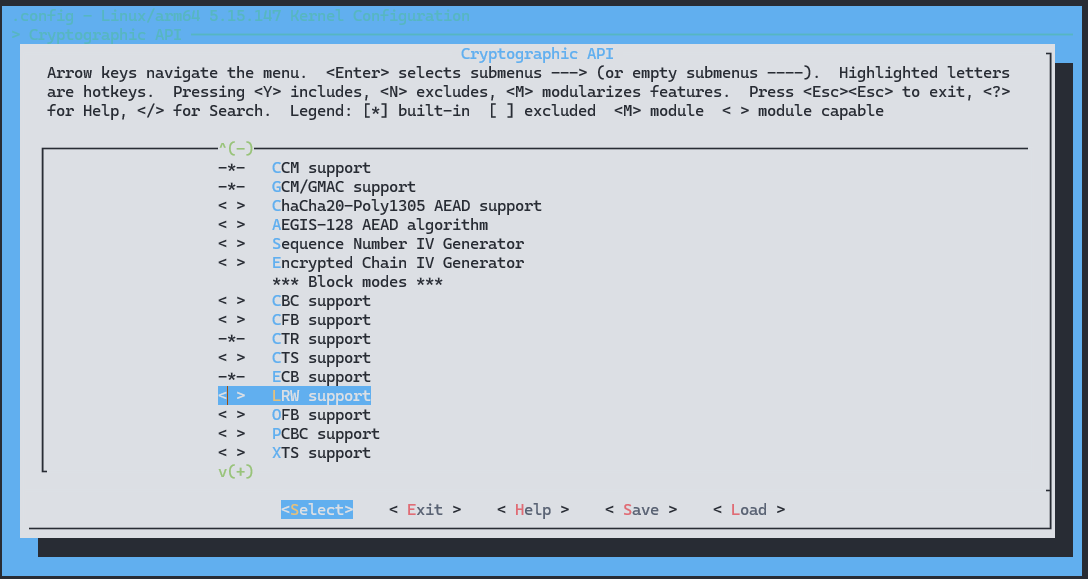 config - Linux/arm64 5.15.147 Kernel Configuration
> Cryptographic API
Cryptographic API
Arrow keys navigate the menu.  <Enter> selects submenus ---> (or empty submenus ----).  Highlighted letters
are hotkeys.  Pressing <Y> includes, <N> excludes, <M> modularizes features.  Press <Esc><Esc> to exit, <?>
for Help, </> for Search.  Legend: [*] built-in  [ ] excluded  <M> module  < > module capable
^(-)
-*-   CCM support
-*-   GCM/GMAC support
< >   ChaCha20-Poly1305 AEAD support
< >   AEGIS-128 AEAD algorithm
< >   Sequence Number IV Generator
< >   Encrypted Chain IV Generator
*** Block modes ***
< >   CBC support
< >   CFB support
-*-   CTR support
< >   CTS support
-*-   ECB support
< >   LRW support
< >   OFB support
< >   PCBC support
< >   XTS support
v(+)
<Select>    < Exit >    < Help >    < Save >    < Load >